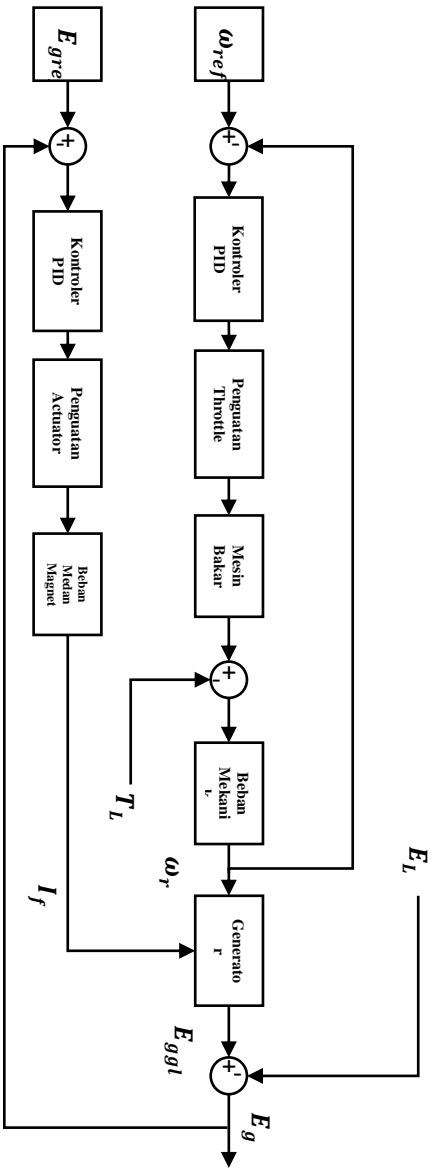 E_L
ω_ref
+
-
Kontroler
PID
Penguatan
Throttle
Mesin
Bakar
+
-
Beban
Mekani
ω_r
Generato
r
E_ggl
+
-
E_g
T_L
E_gre
+
-
Kontroler
PID
Penguatan
Actuator
Beban
Medan
Magnet
I_f